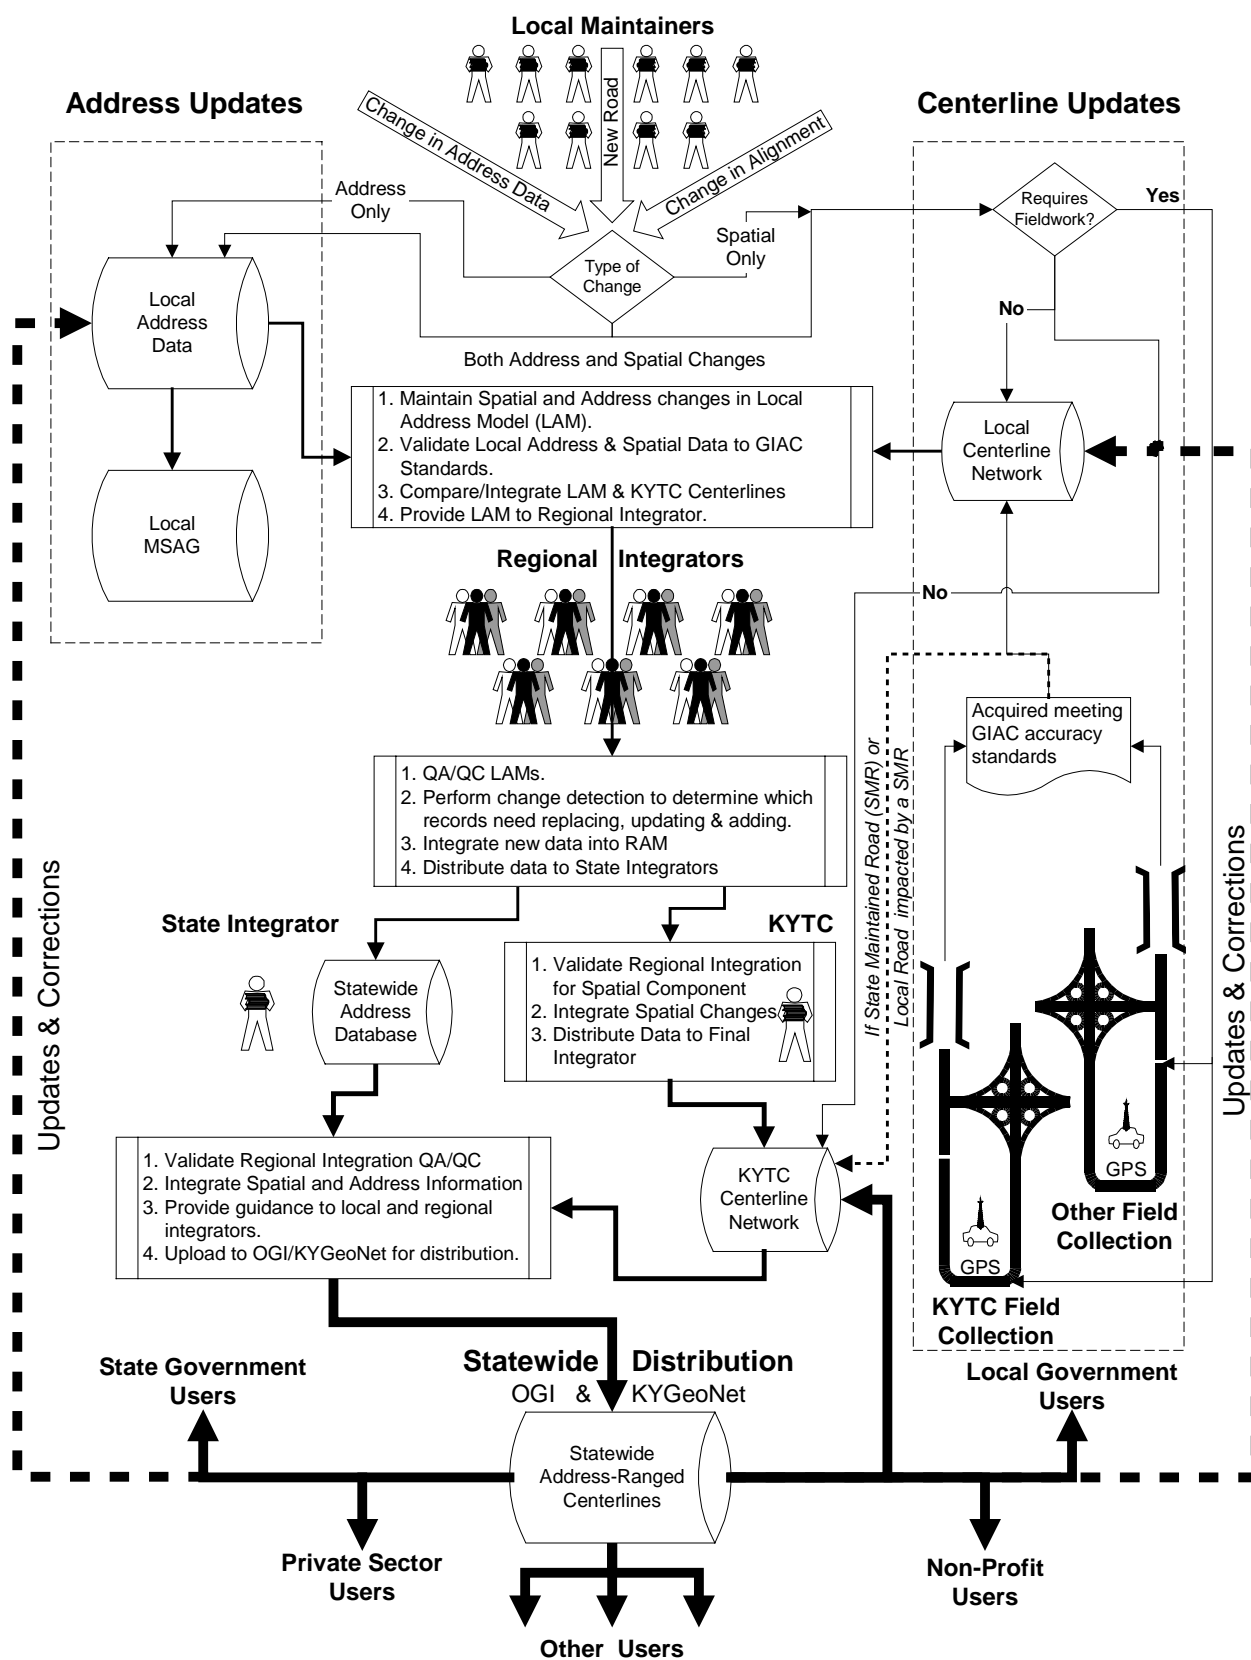 Local Maintainers
Address Updates
Centerline Updates
Change in Address Data
New Road
Change in Alignment
Address
Only
Requires
Fieldwork?
Yes
Spatial
Only
Type of
Change
Local
Address
Data
No
Both Address and Spatial Changes
1. Maintain Spatial and Address changes in Local
Address Model (LAM).
2. Validate Local Address & Spatial Data to GIAC
Standards.
3. Compare/Integrate LAM & KYTC Centerlines
4. Provide LAM to Regional Integrator.
Local
Centerline
Network
Local
MSAG
Regional Integrators
No
Acquired meeting
GIAC accuracy
standards
If State Maintained Road (SMR) or
Local Road impacted by a SMR
1. QA/QC LAMs.
2. Perform change detection to determine which
records need replacing, updating & adding.
3. Integrate new data into RAM
4. Distribute data to State Integrators
Updates & Corrections
Updates & Corrections
State Integrator
KYTC
Statewide
Address
Database
1. Validate Regional Integration
for Spatial Component
2. Integrate Spatial Changes
3. Distribute Data to Final
Integrator
1. Validate Regional Integration QA/QC
2. Integrate Spatial and Address Information
3. Provide guidance to local and regional
integrators.
4. Upload to OGI/KYGeoNet for distribution.
KYTC
Centerline
Network
GPS
Other Field
Collection
GPS
KYTC Field
Collection
State Government
Users
Statewide Distribution
OGI & KYGeoNet
Local Government
Users
Statewide
Address-Ranged
Centerlines
Private Sector
Users
Non-Profit
Users
Other Users